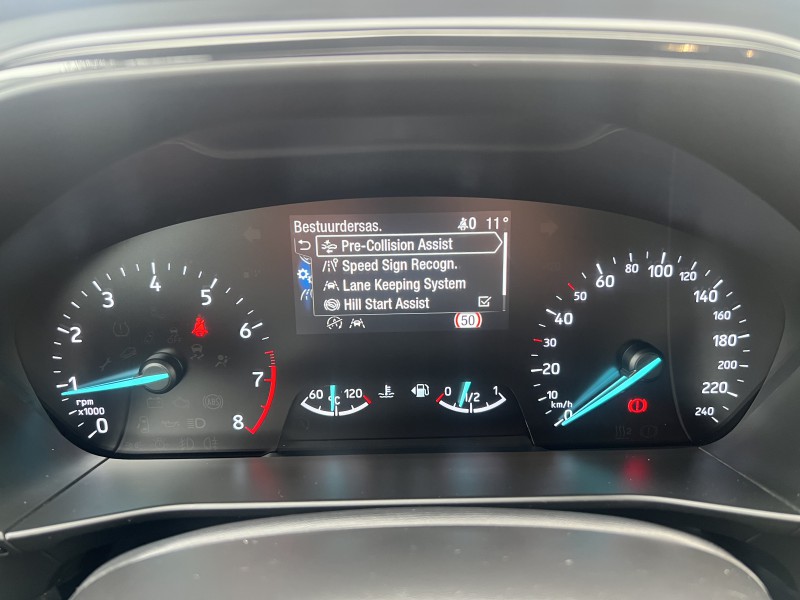 Bestuurdersas. 0 11°
Pre-Collision Assist
Speed Sign Recogn.
Lane Keeping System
Hill Start Assist
50
0
1
2
3
4
5
6
7
8
rpm
x1000
60 °C 120
0 1/2 1
0
10
20
30
40
50
60
80
100
120
140
160
180
200
220
240
km/h